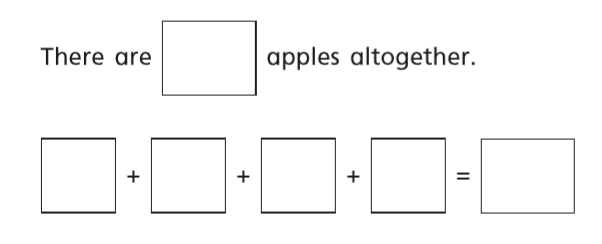 There are apples altogether.
+ + + =